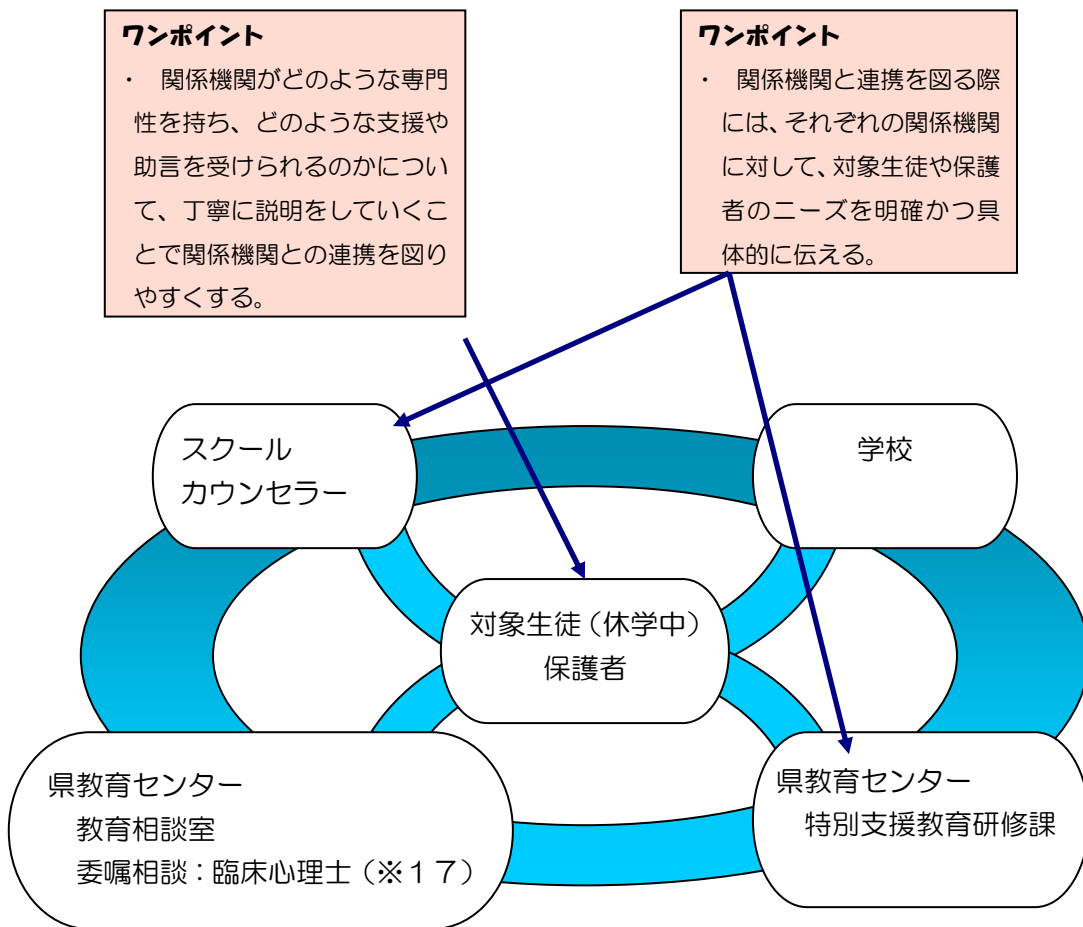 ワンポイント
・　関係機関がどのような専門
性を持ち、どのような支援や
助言を受けられるのかについ
て、丁寧に説明をしていくこ
とで関係機関との連携を図り
やすくする。
ワンポイント
・　関係機関と連携を図る際
には、それぞれの関係機関
に対して、対象生徒や保護
者のニーズを明確かつ具
体的に伝える。
スクール
カウンセラー
学校
対象生徒（休学中）
保護者
県教育センター
教育相談室
委嘱相談：臨床心理士（※１７）
県教育センター
特別支援教育研修課